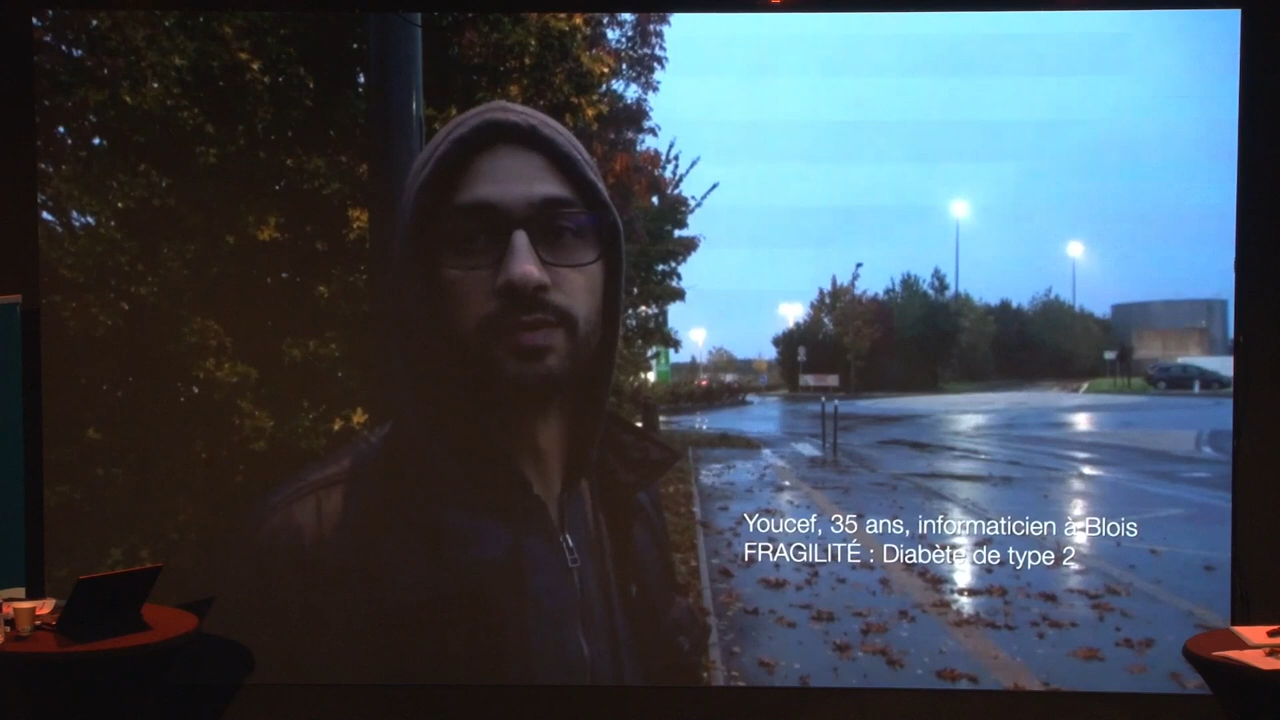 Youcef, 35 ans, informaticien à Blois
FRAGILITÉ : Diabète de type 2